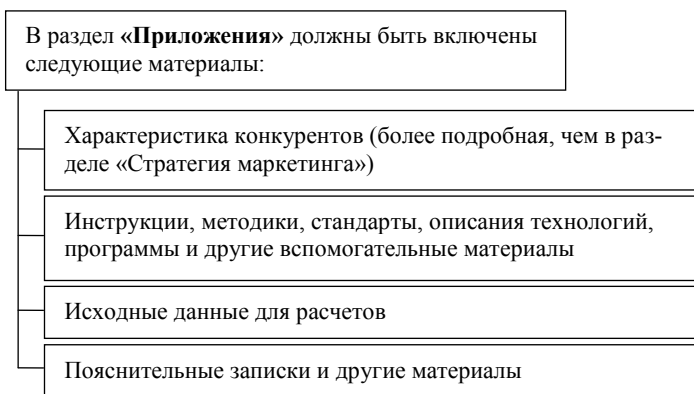 В раздел «Приложения» должны быть включены
следующие материалы:
Характеристика конкурентов (более подробная, чем в раз-
деле «Стратегия маркетинга»)
Инструкции, методики, стандарты, описания технологий,
программы и другие вспомогательные материалы
Исходные данные для расчетов
Пояснительные записки и другие материалы